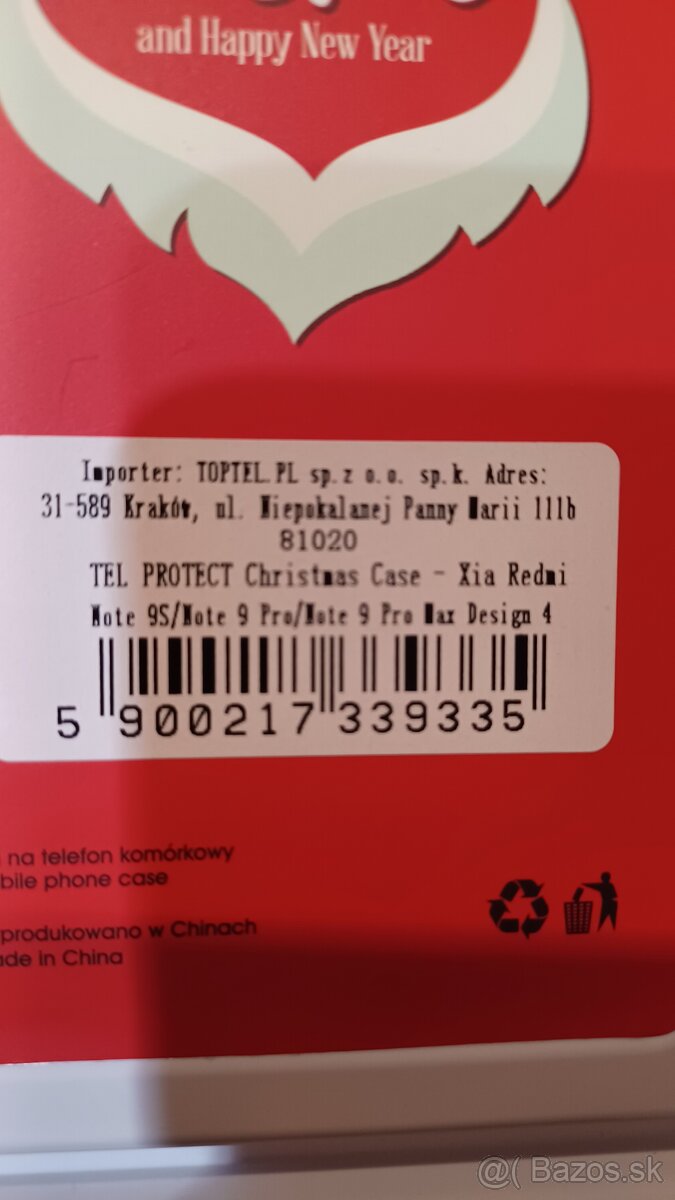 and Happy New Year
Importer: TOPTEL.PL sp.z o.o. sp.k. Adres:
31-589 Kraków, ul. Niepokalanej Panny Marii 111b
81020
TEL PROTECT Christmas Case - Xia Redmi
Note 9S/Note 9 Pro/Note 9 Pro Max Design 4
5 900217 339335
na telefon komórkowy
bile phone case
produkowano w Chinach
de in China
@( Bazos.sk